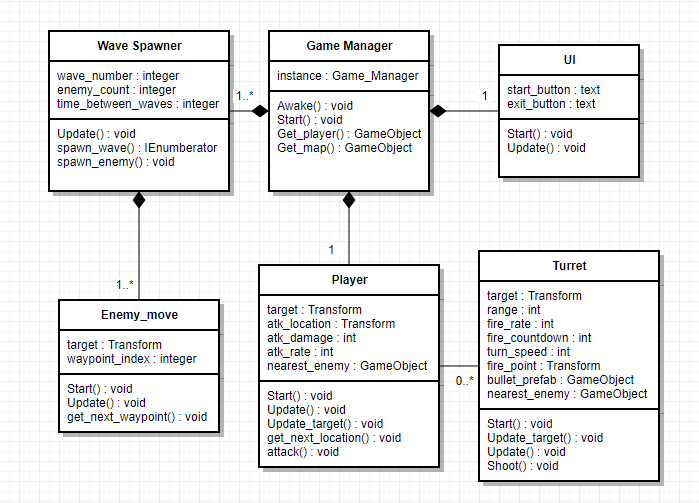 Wave Spawner
wave_number : integer
enemy_count : integer
time_between_waves : integer
Update() : void
spawn_wave() : IEnumberator
spawn_enemy() : void
1..*
Game Manager
instance : Game_Manager
Awake() : void
Start() : void
Get_player() : GameObject
Get_map() : GameObject
1
UI
start_button : text
exit_button : text
Start() : void
Update() : void
1..*
Enemy_move
target : Transform
waypoint_index : integer
Start() : void
Update() : void
get_next_waypoint() : void
1
Player
target : Transform
atk_location : Transform
atk_damage : int
atk_rate : int
nearest_enemy : GameObject
Start() : void
Update() : void
Update_target() : void
get_next_location() : void
attack() : void
0..*
Turret
target : Transform
range : int
fire_rate : int
fire_countdown : int
turn_speed : int
fire_point : Transform
bullet_prefab : GameObject
nearest_enemy : GameObject
Start() : void
Update_target() : void
Update() : void
Shoot() : void